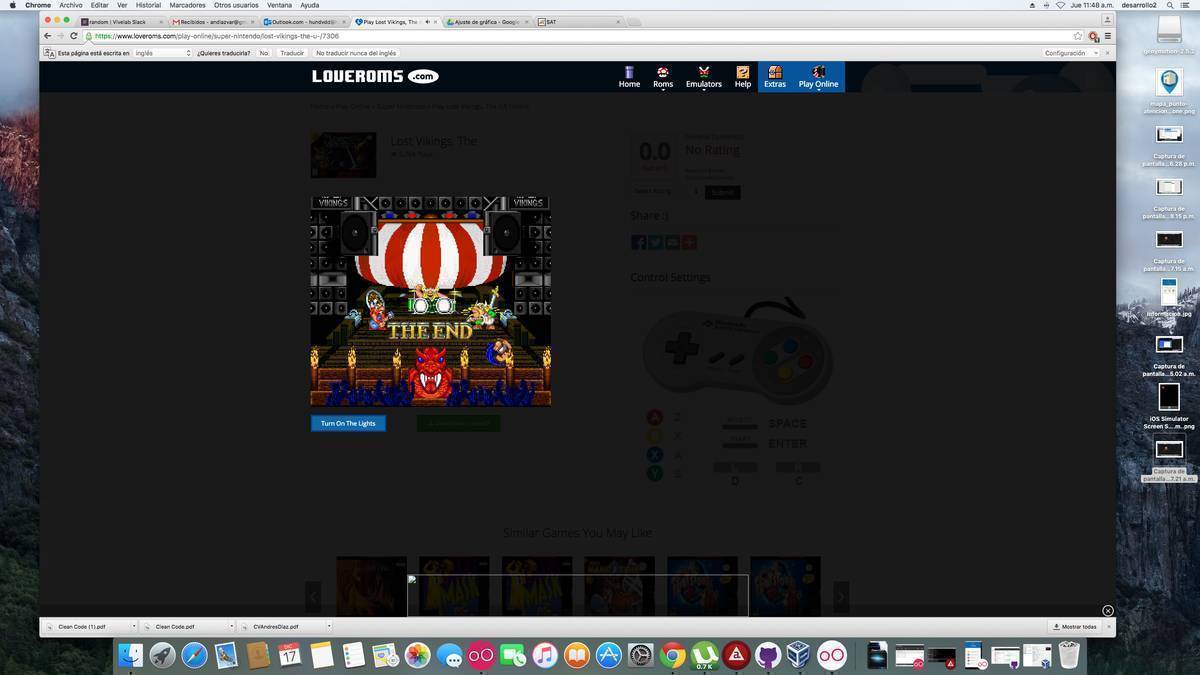 Chrome Archivo Editar Ver Historial Marcadores Otros usuarios Ventana Ayuda
Jue 11:48 a.m. desarrollo2
random | Vivelab Slack
Recibidos - andiazvar@gm
Outlook.com - hundvid@h
Play Lost Vikings, The
Ajuste de gráfica - Google
SAT
https://www.loveroms.com/play-online/super-nintendo/lost-vikings-the-u-/7306
Esta página está escrita en inglés ¿Quieres traducirla? No Traducir No traducir nunca del inglés Configuración
LOVEROMS .com
Home Roms Emulators Help Extras Play Online
Lost Vikings, The
0.0
No Rating
Submit
Share :)
Control Settings
VIKINGS
VIKINGS
THE END
Turn On The Lights
A Z
X
X A
Y S
START
SPACE
ENTER
D C
Similar Games You May Like
Clean Code (1).pdf
Clean Code.pdf
CVAndresDiaz.pdf
Mostrar todas
mapa_punto-
atencion...one.png
Captura de
pantalla...6.28 p.m.
Captura de
pantalla...8.15 p.m.
Captura de
pantalla...7.15 a.m.
informacion.jpg
Captura de
pantalla...5.02 a.m.
iOS Simulator
Screen S...m..png
Captura de
pantalla...7.21 a.m.
DIC
17
0.7 K